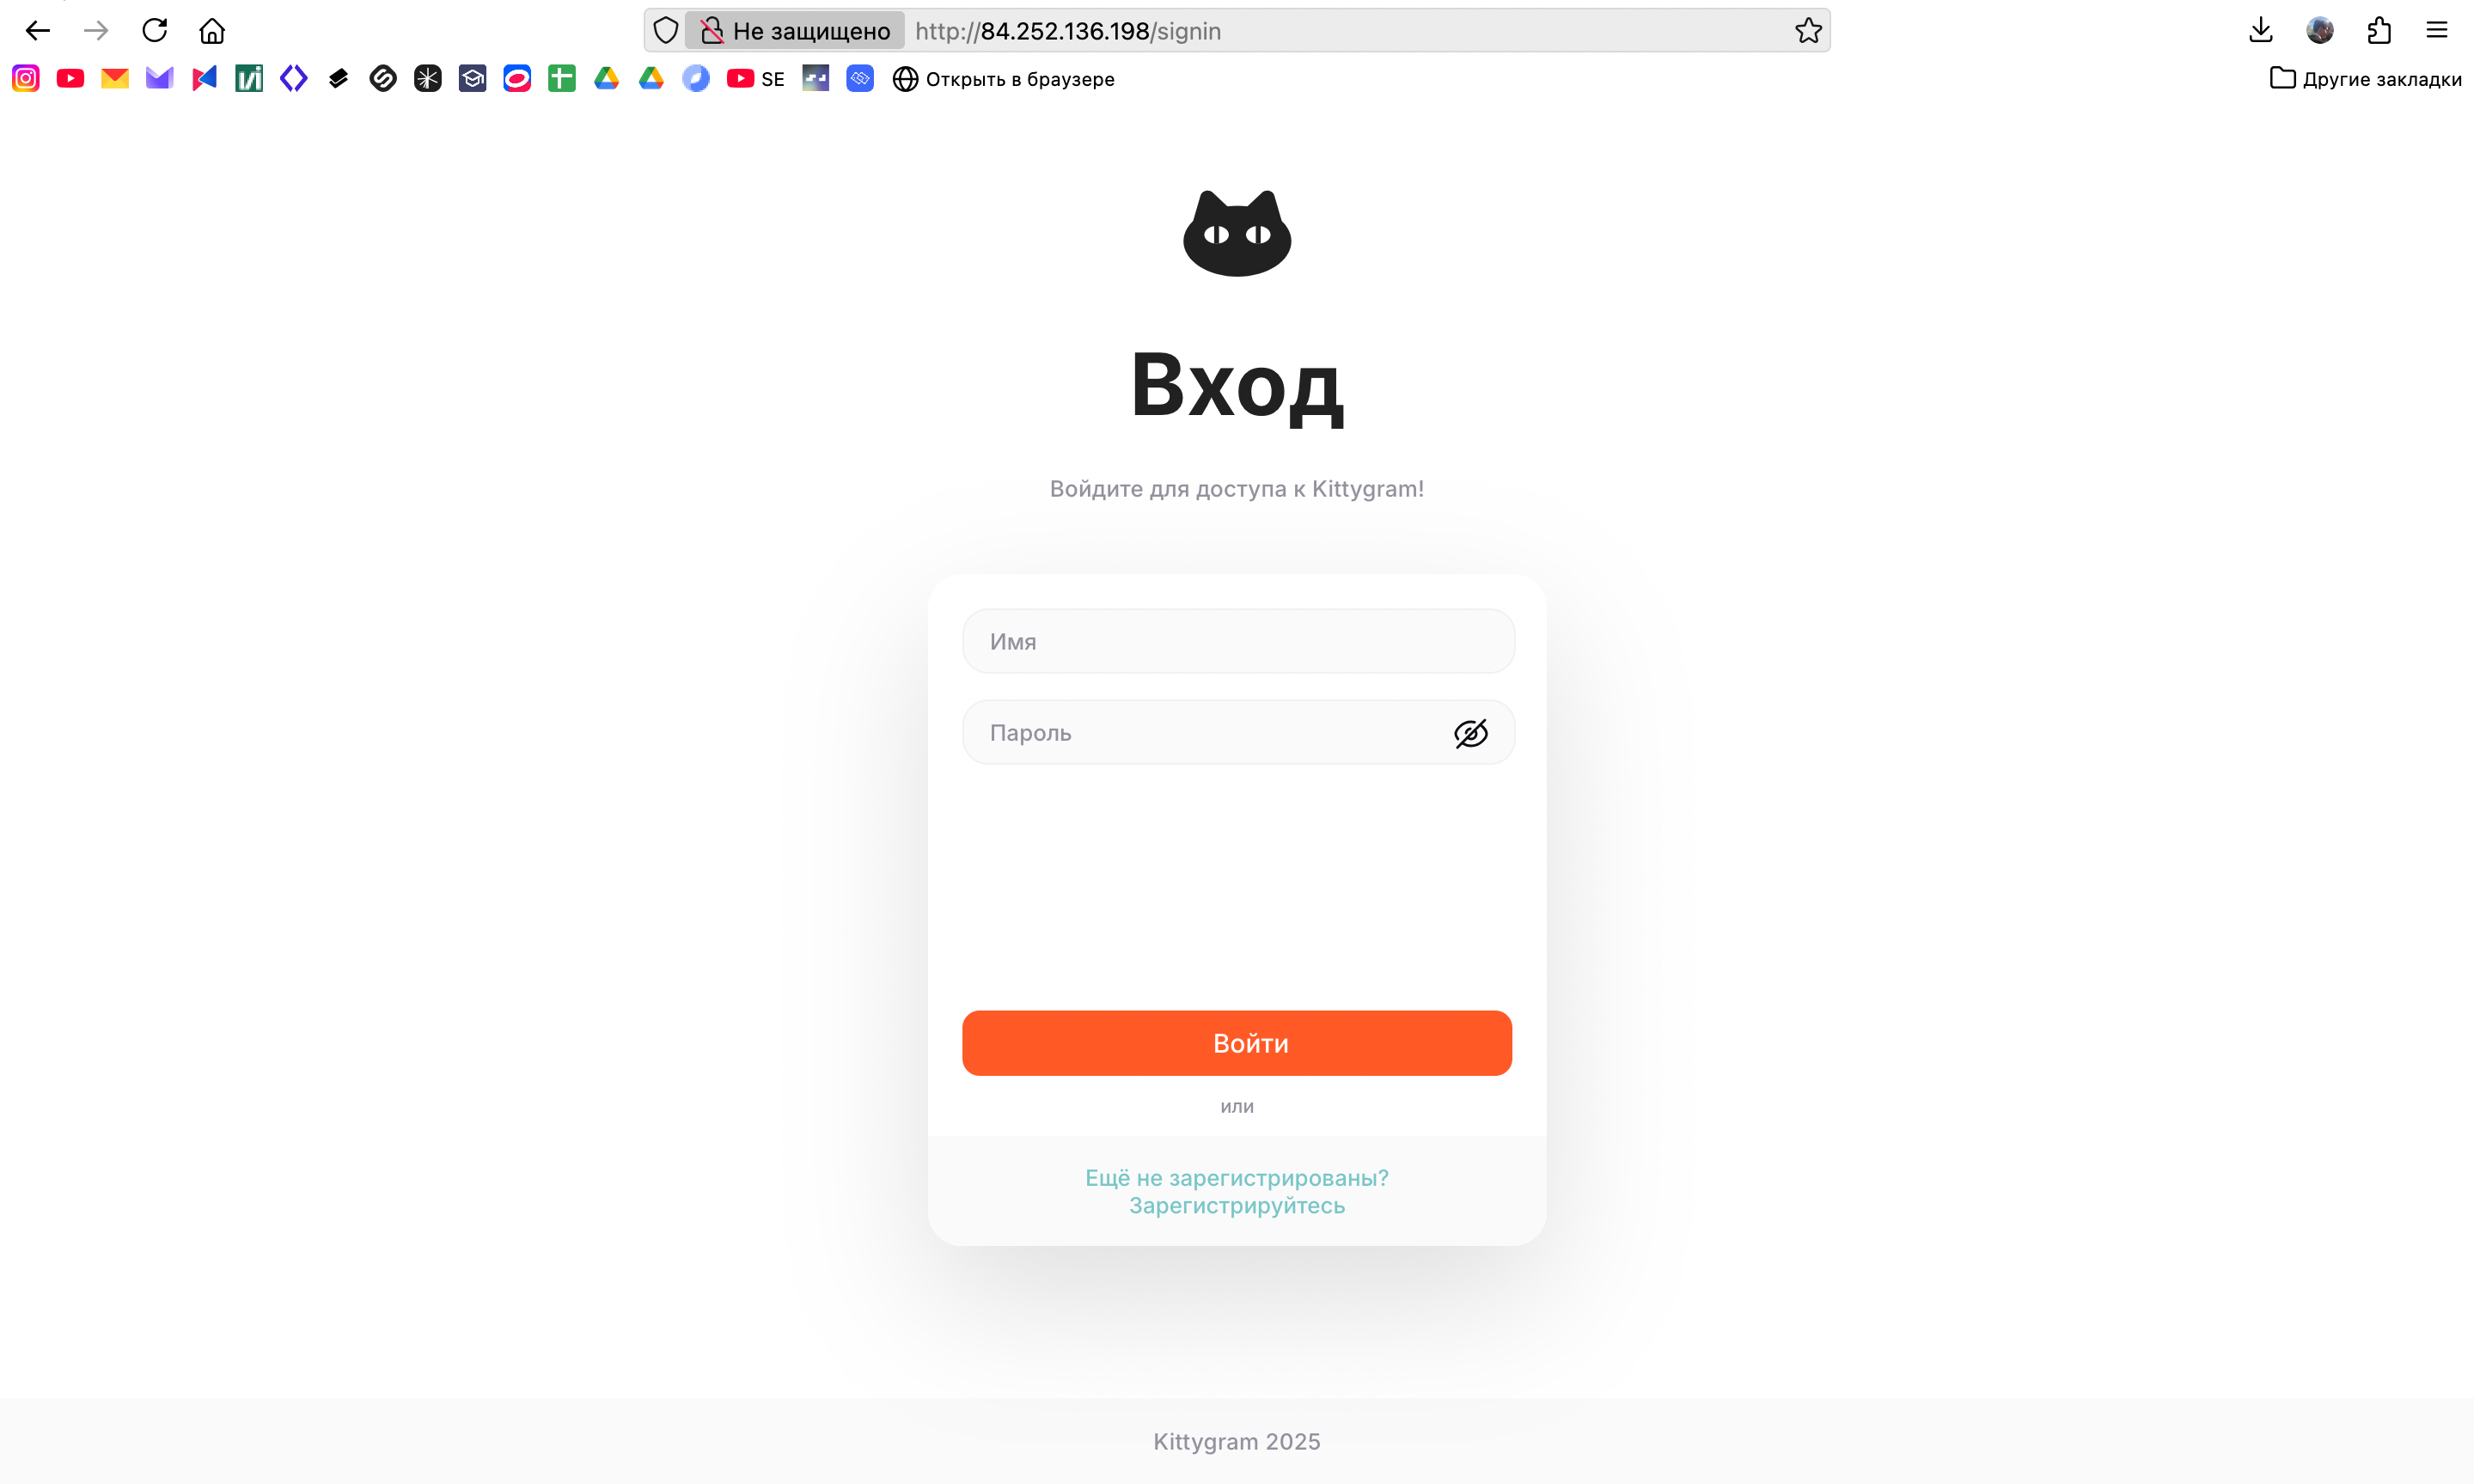 Не защищено http://84.252.136.198/signin
SE Открыть в браузере Другие закладки
Вход
Войдите для доступа к Kittygram!
Имя
Пароль
Войти
или
Ещё не зарегистрированы?
Зарегистрируйтесь
Kittygram 2025